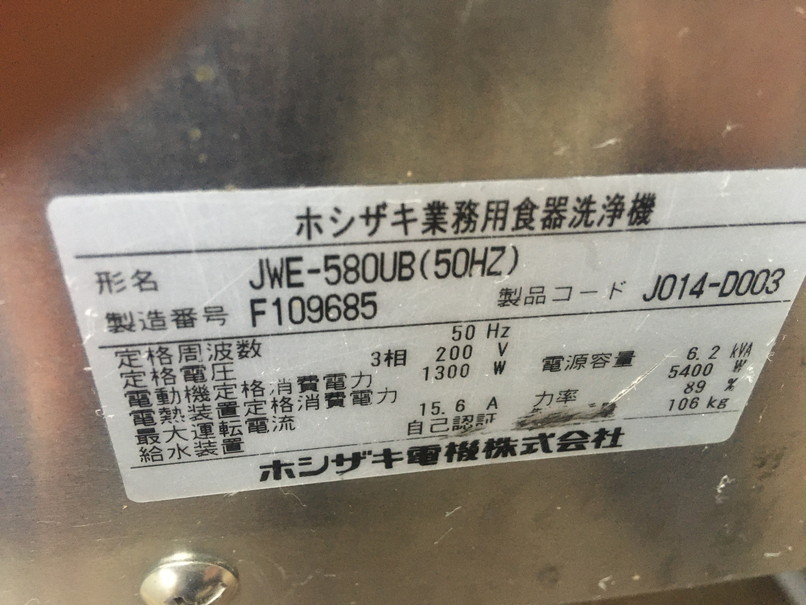 ホシザキ業務用食器洗浄機
形名 JWE-580UB(50HZ)
製造番号 F109685 製品コード J014-D003
定格周波数 50 Hz
定格電圧 3相 200 V 電源容量 6.2 kVA
電動機定格消費電力 1300 W
電熱装置定格消費電力 5400 W
最大運転電流 15.6 A 力率 89 %
給水装置 自己認証 106 kg
ホシザキ電機株式会社